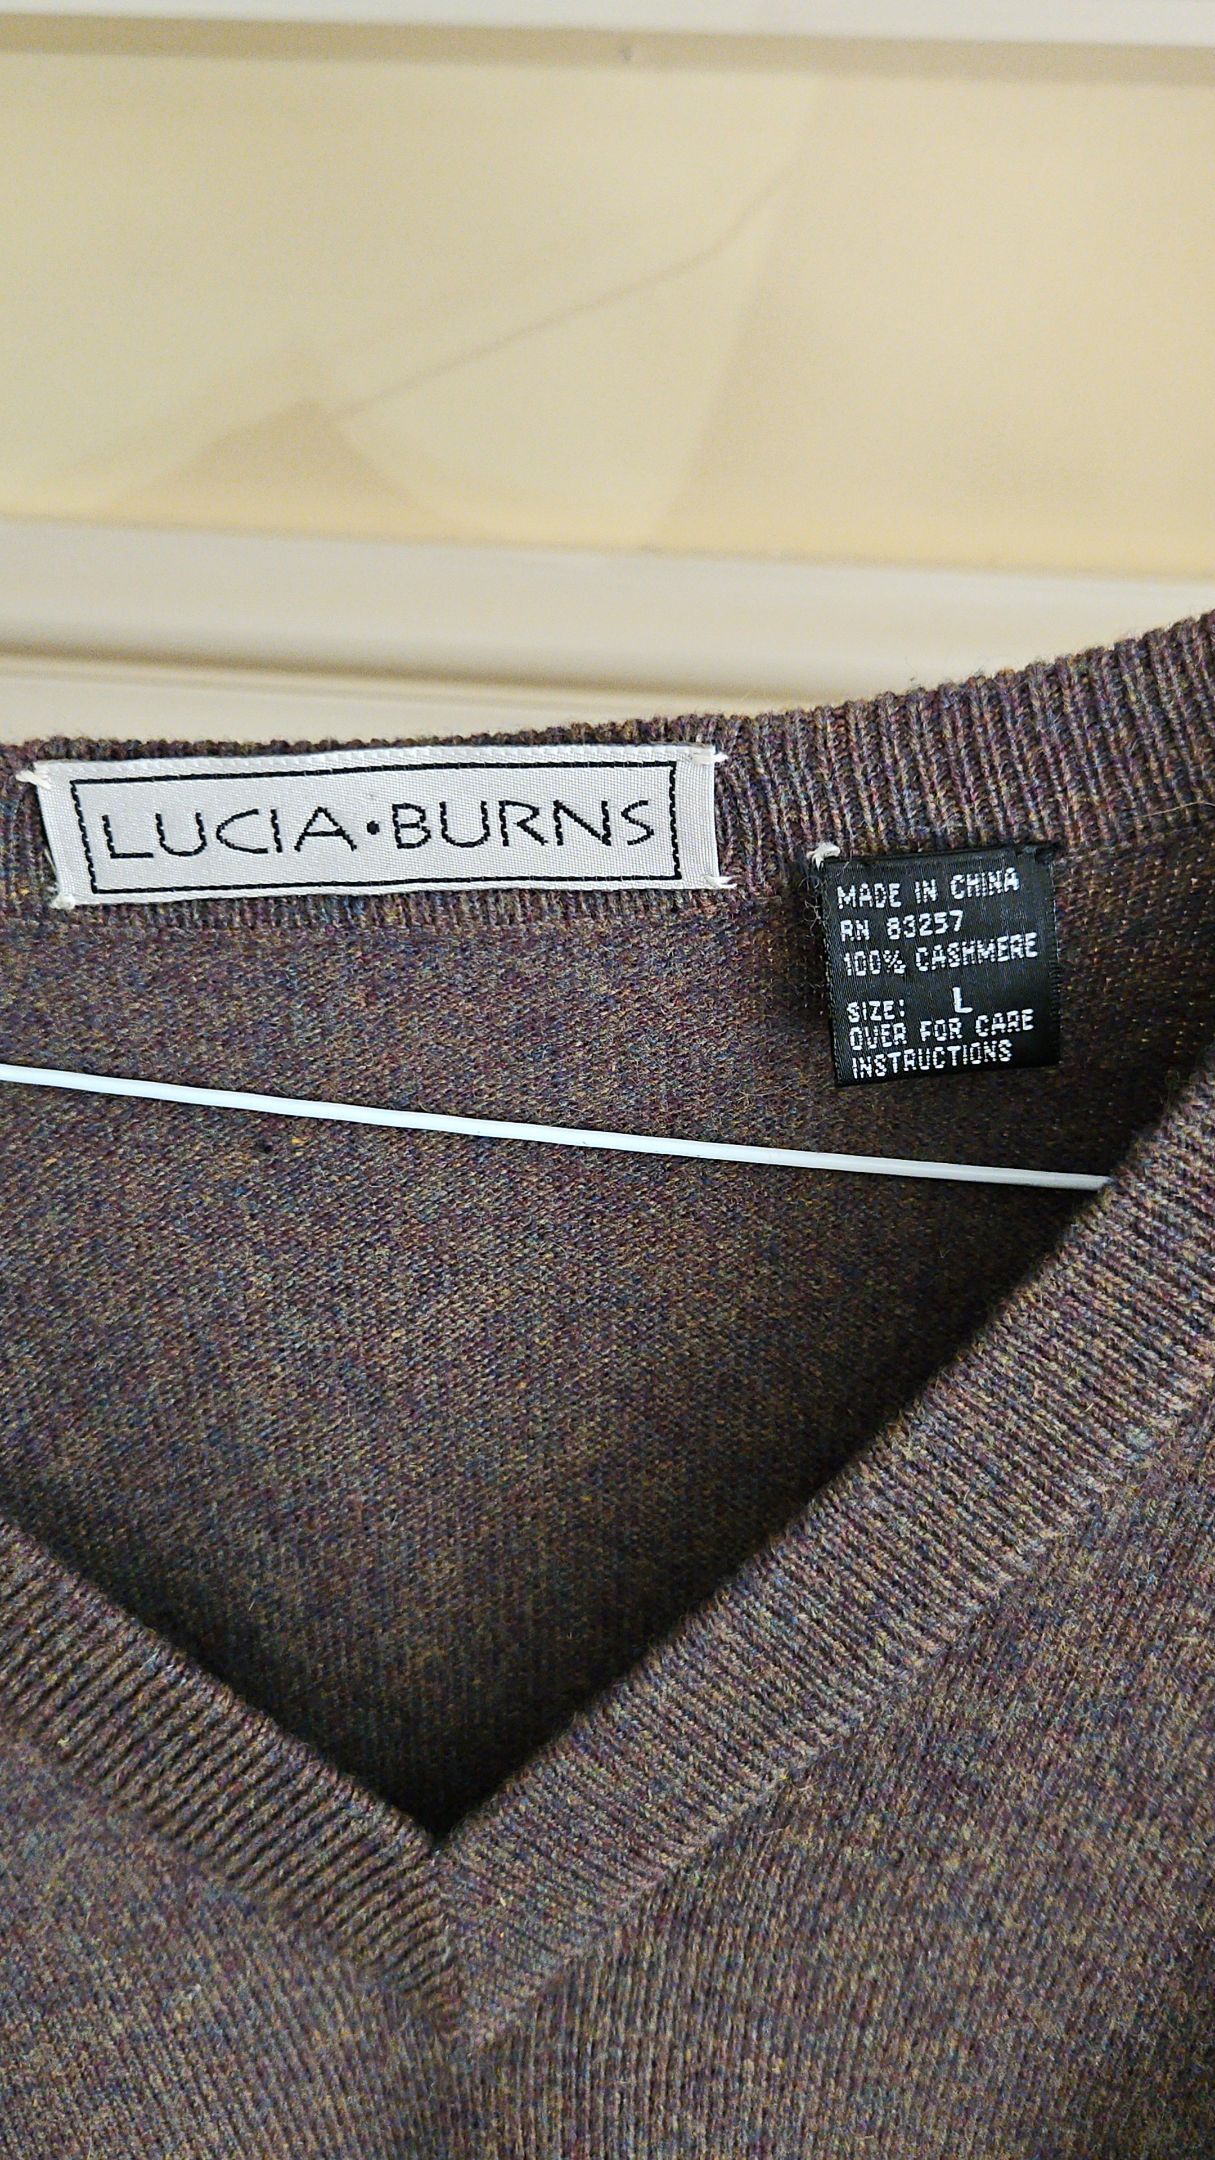 LUCIA·BURNS
MADE IN CHINA
RN 83257
100% CASHMERE
SIZE: L
OVER FOR CARE
INSTRUCTIONS